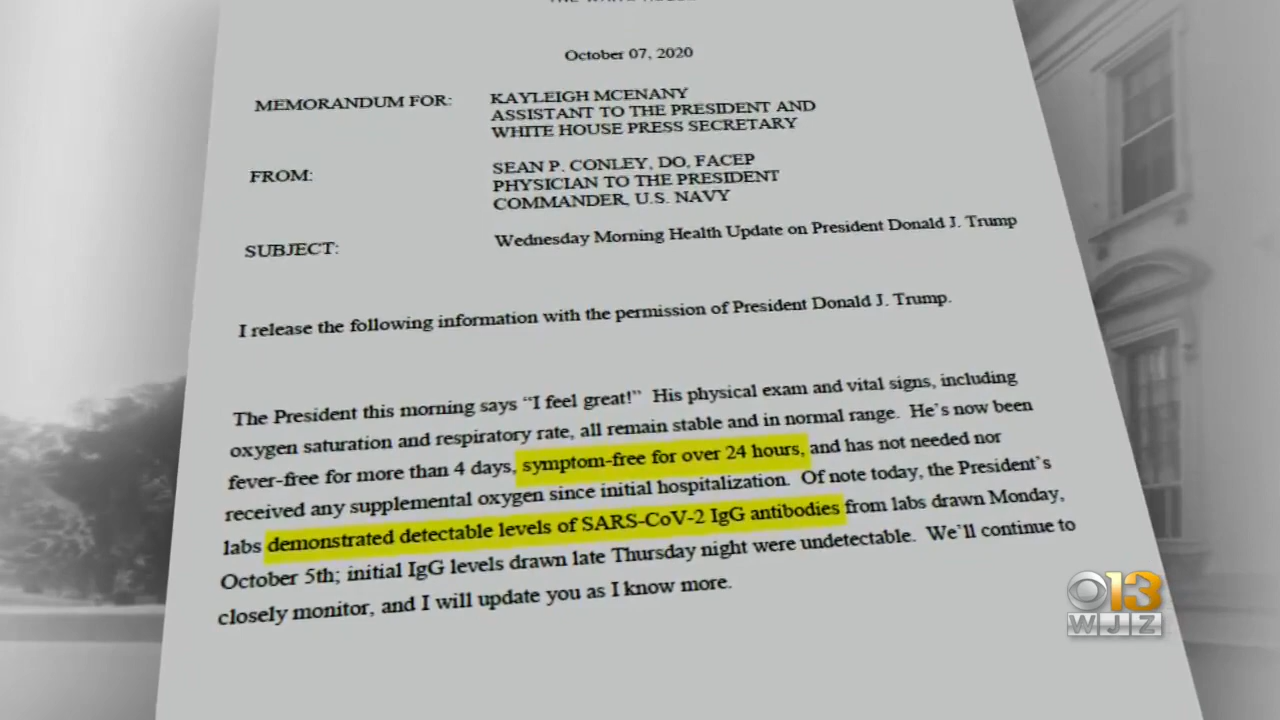 October 07, 2020
MEMORANDUM FOR: KAYLEIGH MCENANY
ASSISTANT TO THE PRESIDENT AND
WHITE HOUSE PRESS SECRETARY
FROM: SEAN P. CONLEY, DO, FACEP
PHYSICIAN TO THE PRESIDENT
COMMANDER, U.S. NAVY
SUBJECT: Wednesday Morning Health Update on President Donald J. Trump
I release the following information with the permission of President Donald J. Trump.
The President this morning says “I feel great!” His physical exam and vital signs, including
oxygen saturation and respiratory rate, all remain stable and in normal range. He’s now been
fever-free for more than 4 days, symptom-free for over 24 hours, and has not needed nor
received any supplemental oxygen since initial hospitalization. Of note today, the President’s
labs demonstrated detectable levels of SARS-CoV-2 IgG antibodies from labs drawn Monday,
October 5th; initial IgG levels drawn late Thursday night were undetectable. We’ll continue to
closely monitor, and I will update you as I know more.
13
WJZ